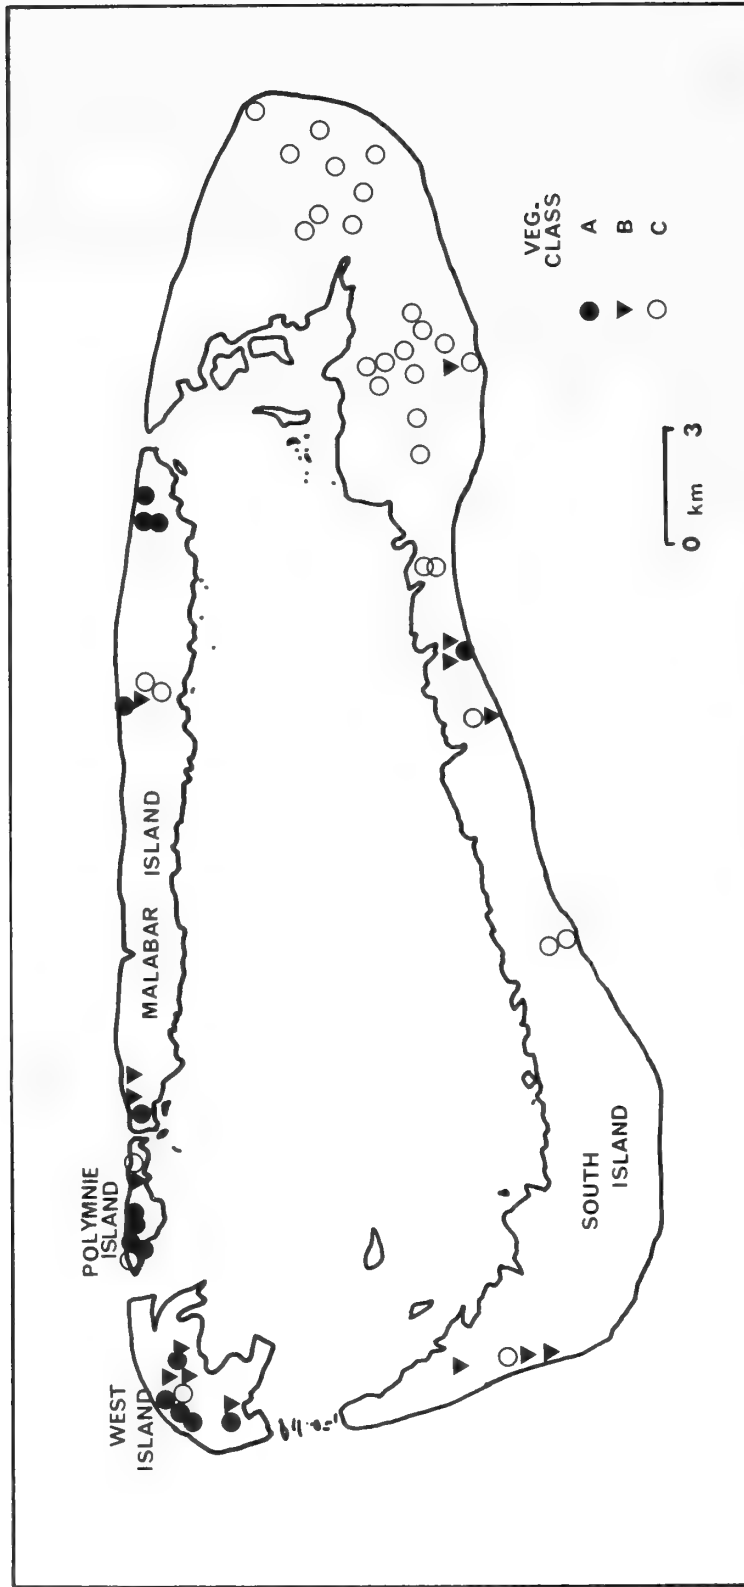 WEST
ISLAND
POLYMNIE
ISLAND
MALABAR
ISLAND
SOUTH
ISLAND
VEG.-
CLASS
A
B
C
0 3
km